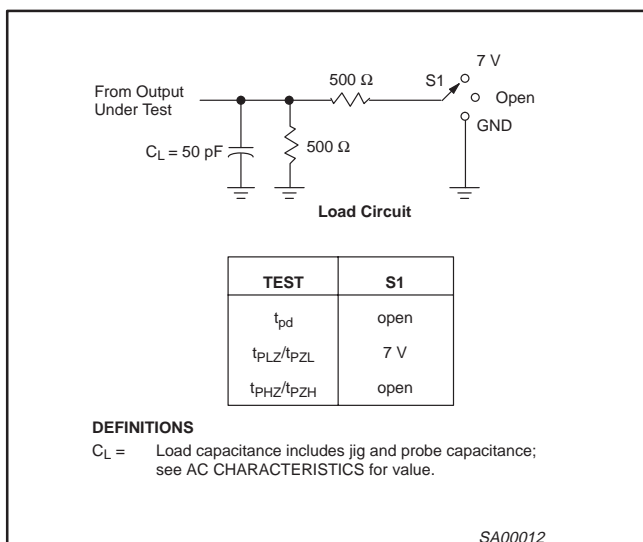 7 V
500 Ω
S1
From Output
Under Test
Open
GND
C_L = 50 pF
500 Ω
Load Circuit
TEST S1
t_pd open
t_PLZ/t_PZL 7 V
t_PHZ/t_PZH open
DEFINITIONS
C_L = Load capacitance includes jig and probe capacitance;
see AC CHARACTERISTICS for value.
SA00012